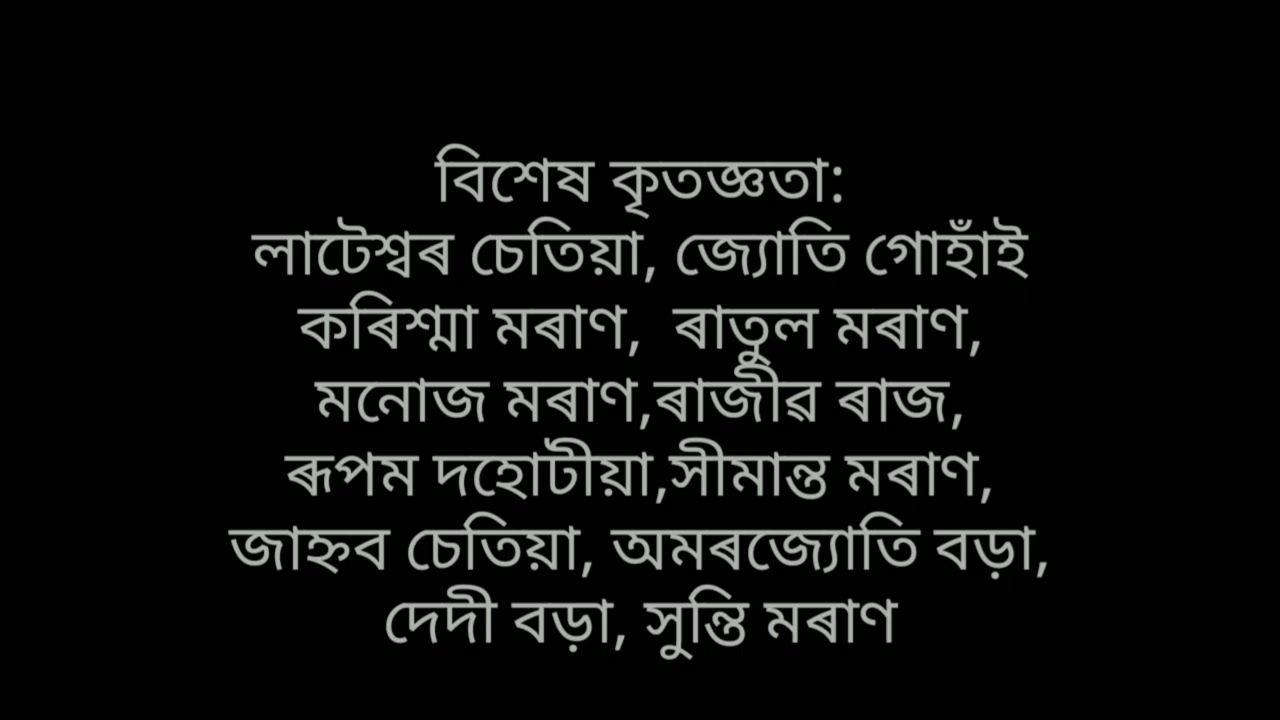 বিশেষ কৃতজ্ঞতা:
লাটেশ্বৰ চেতিয়া, জ্যোতি গোহাঁই
কৰিশ্মা মৰাণ,  ৰাতুল মৰাণ,
মনোজ মৰাণ,ৰাজীৱ ৰাজ,
ৰূপম দহোটীয়া,সীমান্ত মৰাণ,
জাহ্নব চেতিয়া, অমৰজ্যোতি বড়া,
দেদী বড়া, সুন্তি মৰাণ